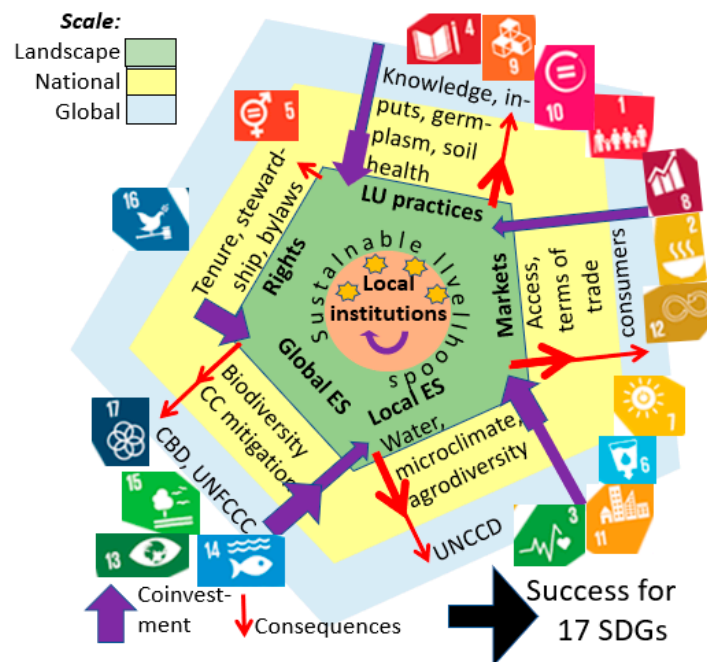 Scale:
Landscape
National
Global
4
9
10
1
8
2
12
7
6
11
3
5
16
17
15
13
14
Knowledge, in-
puts, germ-
plasm, soil
health
LU practices
Tenure, steward-
ship, bylaws
Rights
Sustainable livelihoods
Local
institutions
Markets
Access,
terms of
trade
consumers
Global ES
Local ES
Biodiversity
CC mitigation
CBD, UNFCCC
Water,
microclimate,
agrodiversity
UNCCD
Coinvest-
ment
Consequences
Success for
17 SDGs